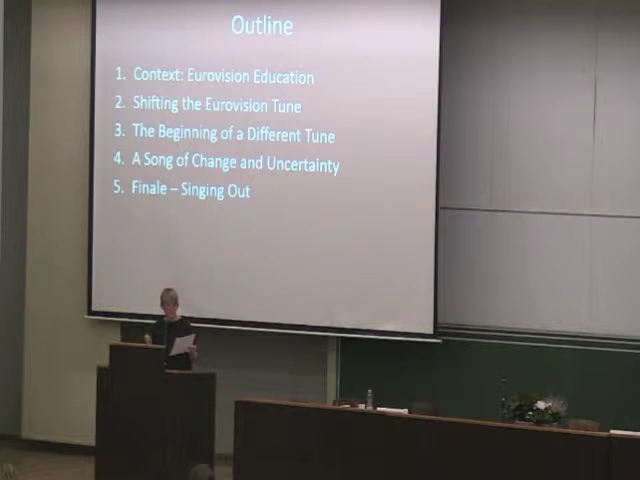 Outline
1. Context: Eurovision Education
2. Shifting the Eurovision Tune
3. The Beginning of a Different Tune
4. A Song of Change and Uncertainty
5. Finale – Singing Out